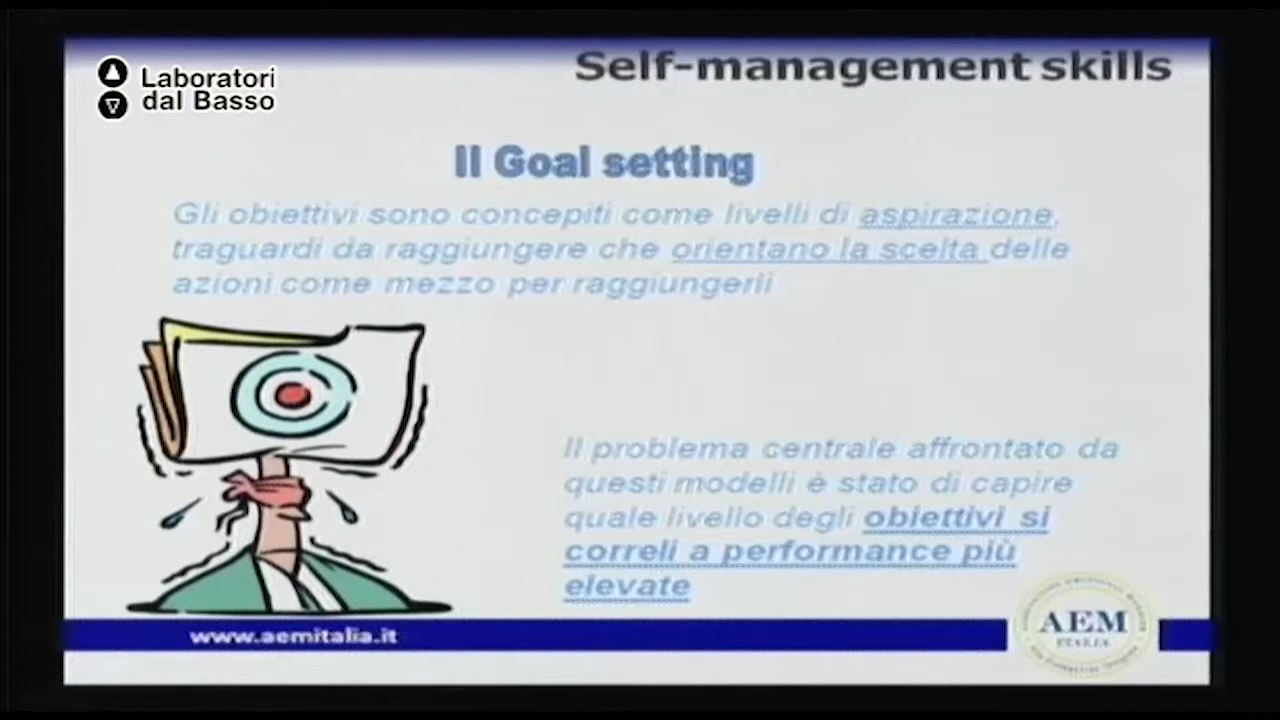 Laboratori
dal Basso
Self-management skills
Il Goal setting
Gli obiettivi sono concepiti come livelli di aspirazione,
traguardi da raggiungere che orientano la scelta delle
azioni come mezzo per raggiungerli
Il problema centrale affrontato da
questi modelli è stato di capire
quale livello degli obiettivi si
correli a performance più
elevate
www.aemitalia.it
AEM
ITALIA